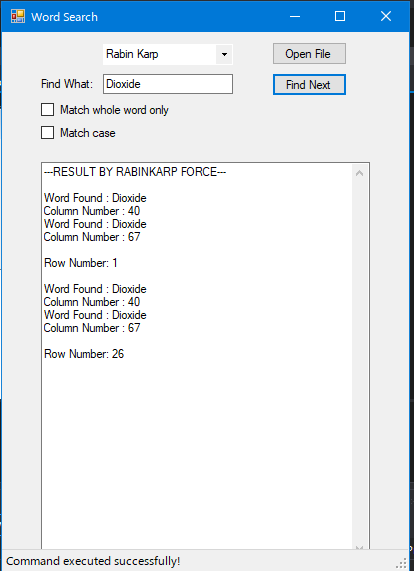 Word Search
Rabin Karp
Open File
Find What:
Dioxide
Find Next
Match whole word only
Match case
---RESULT BY RABINKARP FORCE---
Word Found : Dioxide
Column Number : 40
Word Found : Dioxide
Column Number : 67
Row Number: 1
Word Found : Dioxide
Column Number : 40
Word Found : Dioxide
Column Number : 67
Row Number: 26
Command executed successfully!